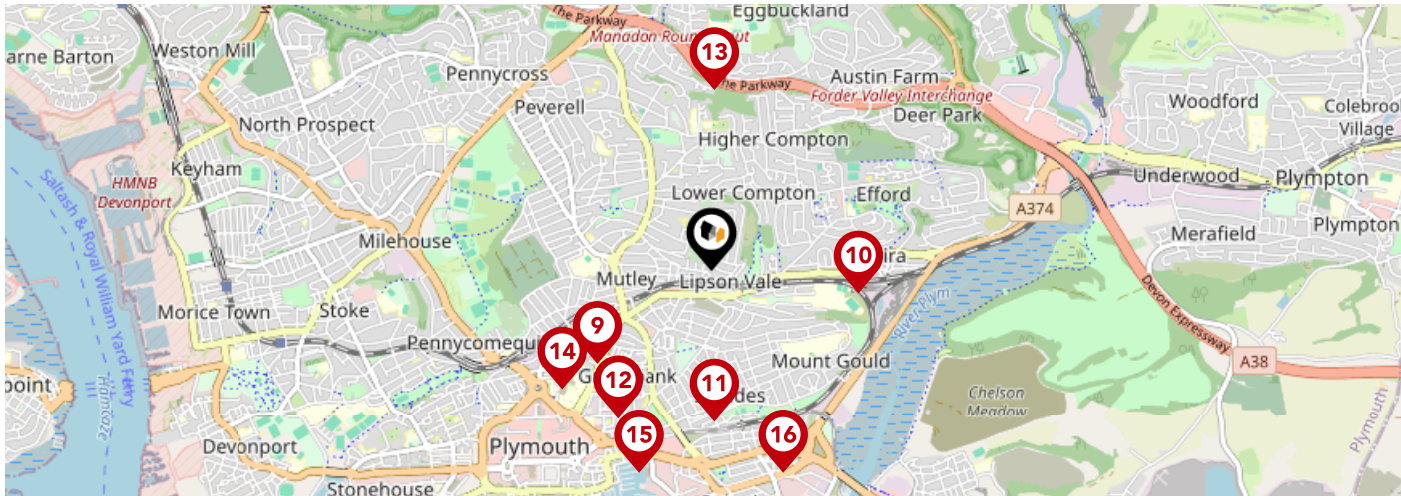 Eggbuckland
The Parkway
Manadon Roundabout
arne Barton
Weston Mill
13
Pennycross
The Parkway
Austin Farm
Forder Valley Interchange
Peverell
Deer Park
Woodford
Colebroo
Village
North Prospect
Higher Compton
Keyham
HMNB
Devonport
Lower Compton
Efford
Underwood
Plympton
A374
Saltash & Royal William Yard Ferry
Milehouse
Merafield
Plympton
10
Mutley
Lipson Vale
River Plym
Devon Expressway
Morice Town
Stoke
9
Pennycomequ
14
Mount Gould
A38
12
11
point
Hamoaze
Chelson
Meadow
Plymouth
15
16
Devonport
Plymouth
Stonehouse